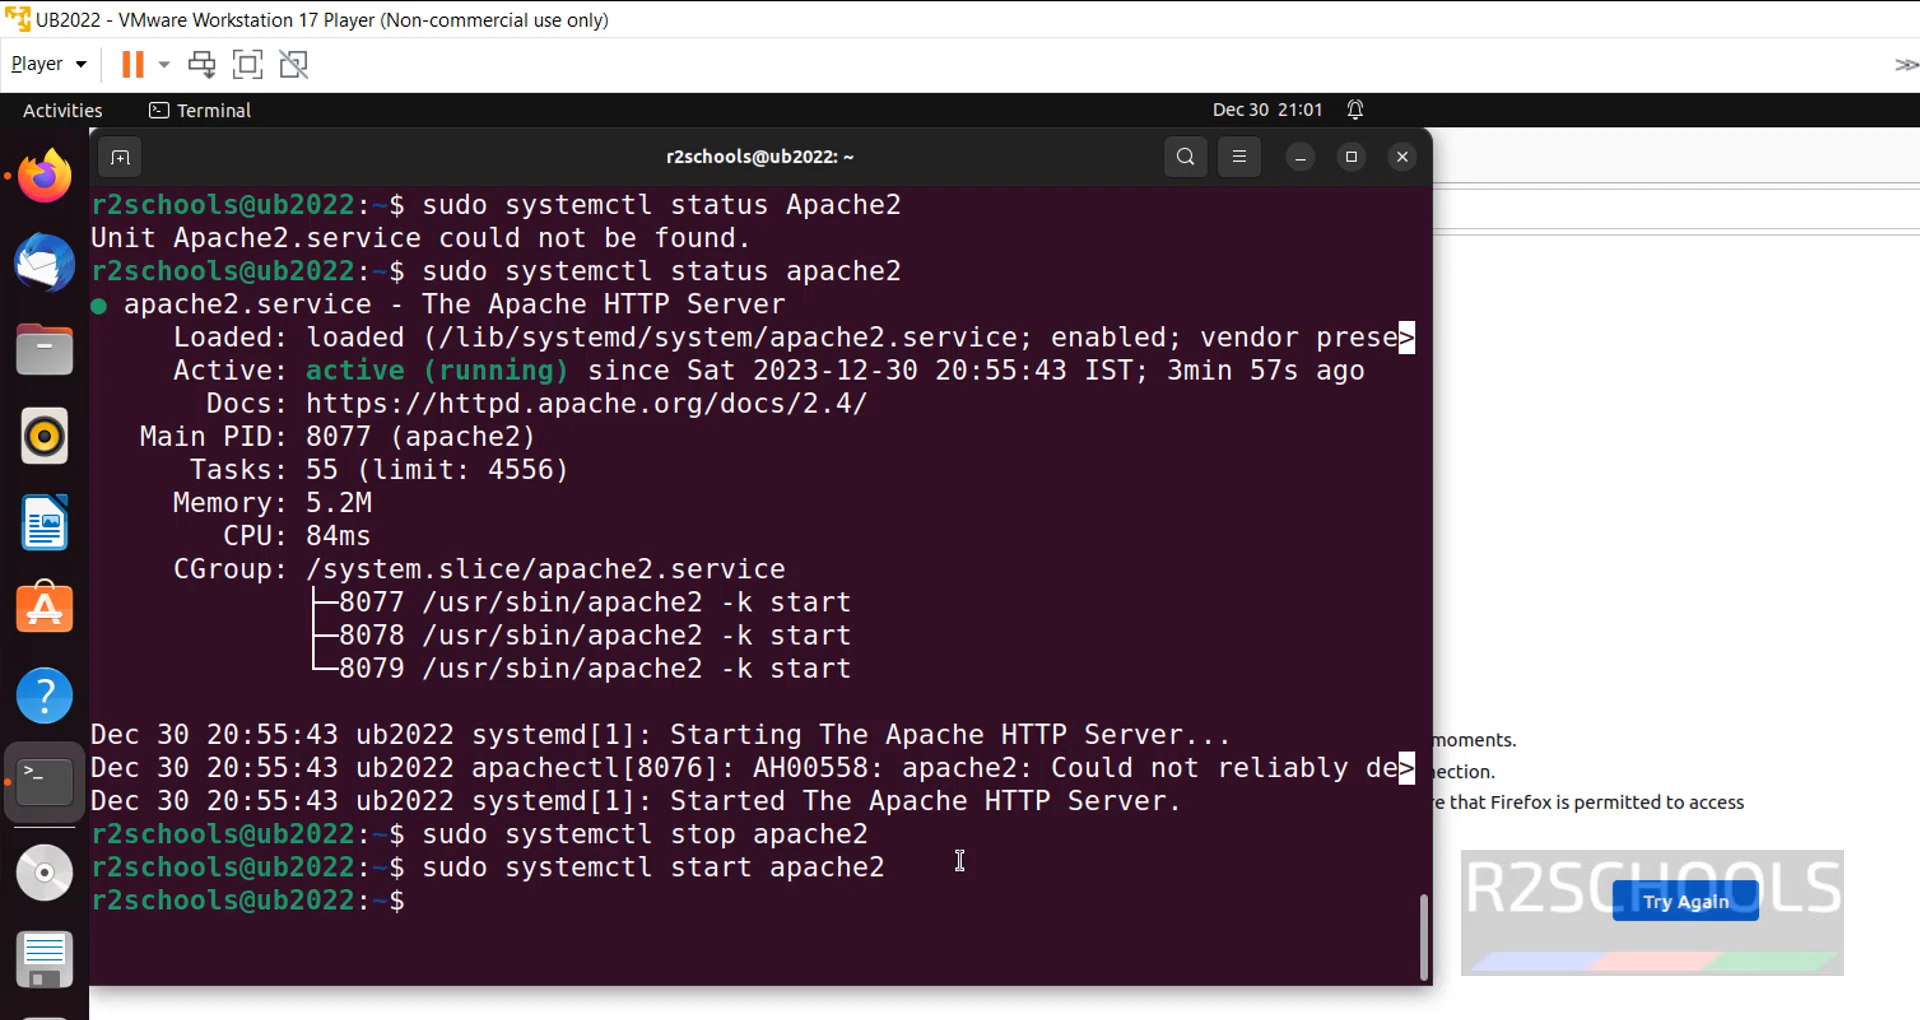 UB2022 - VMware Workstation 17 Player (Non-commercial use only)
Player
Activities
Terminal
Dec 30 21:01
r2schools@ub2022: ~
r2schools@ub2022:~$ sudo systemctl status Apache2
Unit Apache2.service could not be found.
r2schools@ub2022:~$ sudo systemctl status apache2
● apache2.service - The Apache HTTP Server
Loaded: loaded (/lib/systemd/system/apache2.service; enabled; vendor prese>
Active: active (running) since Sat 2023-12-30 20:55:43 IST; 3min 57s ago
Docs: https://httpd.apache.org/docs/2.4/
Main PID: 8077 (apache2)
Tasks: 55 (limit: 4556)
Memory: 5.2M
CPU: 84ms
CGroup: /system.slice/apache2.service
├─8077 /usr/sbin/apache2 -k start
├─8078 /usr/sbin/apache2 -k start
└─8079 /usr/sbin/apache2 -k start
Dec 30 20:55:43 ub2022 systemd[1]: Starting The Apache HTTP Server...
Dec 30 20:55:43 ub2022 apachectl[8076]: AH00558: apache2: Could not reliably de>
Dec 30 20:55:43 ub2022 systemd[1]: Started The Apache HTTP Server.
r2schools@ub2022:~$ sudo systemctl stop apache2
r2schools@ub2022:~$ sudo systemctl start apache2
r2schools@ub2022:~$
moments.
nection.
re that Firefox is permitted to access
R2SCHOOLS
Try Again